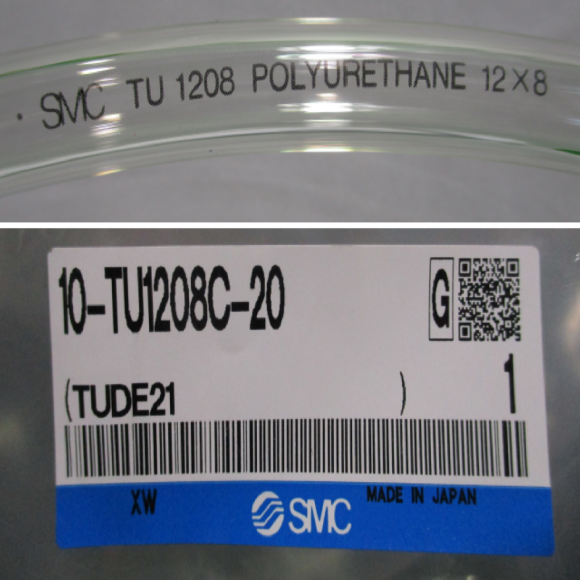 SMC TU 1208 POLYURETHANE 12×8
10-TU1208C-20
G
(TUDE21 )
1
XW
SMC
MADE IN JAPAN